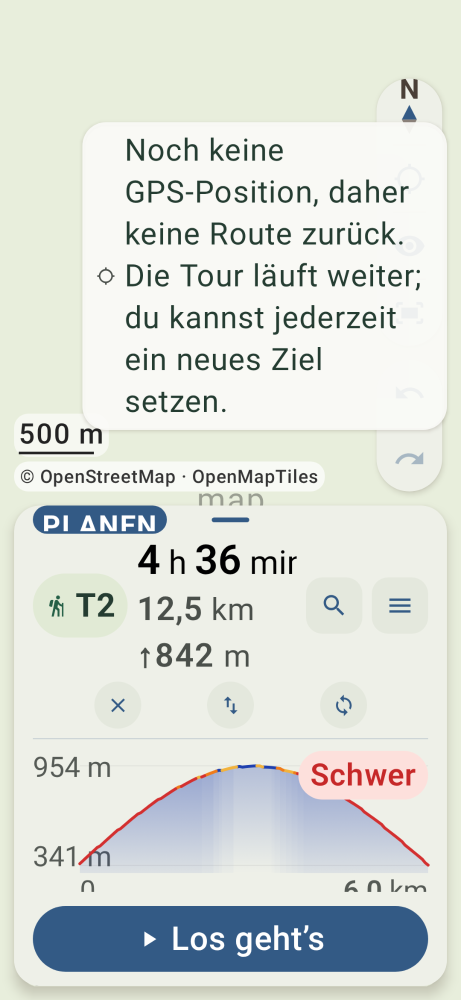 N
Noch keine
GPS-Position, daher
keine Route zurück.
Die Tour läuft weiter;
du kannst jederzeit
ein neues Ziel
setzen.
500 m
© OpenStreetMap · OpenMapTiles
map
PLANEN
4 h 36 mir
T2
12,5 km
↑842 m
954 m
Schwer
341 m
0
6,0 km
Los geht’s